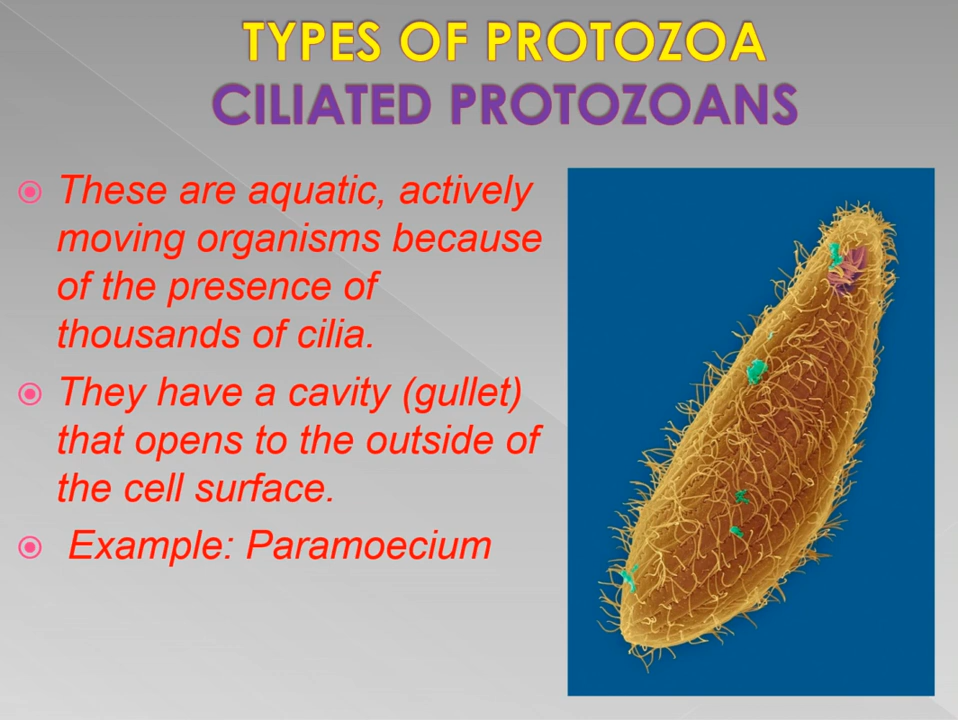 TYPES OF PROTOZOA
CILIATED PROTOZOANS
These are aquatic, actively
moving organisms because
of the presence of
thousands of cilia.
They have a cavity (gullet)
that opens to the outside of
the cell surface.
Example: Paramoecium